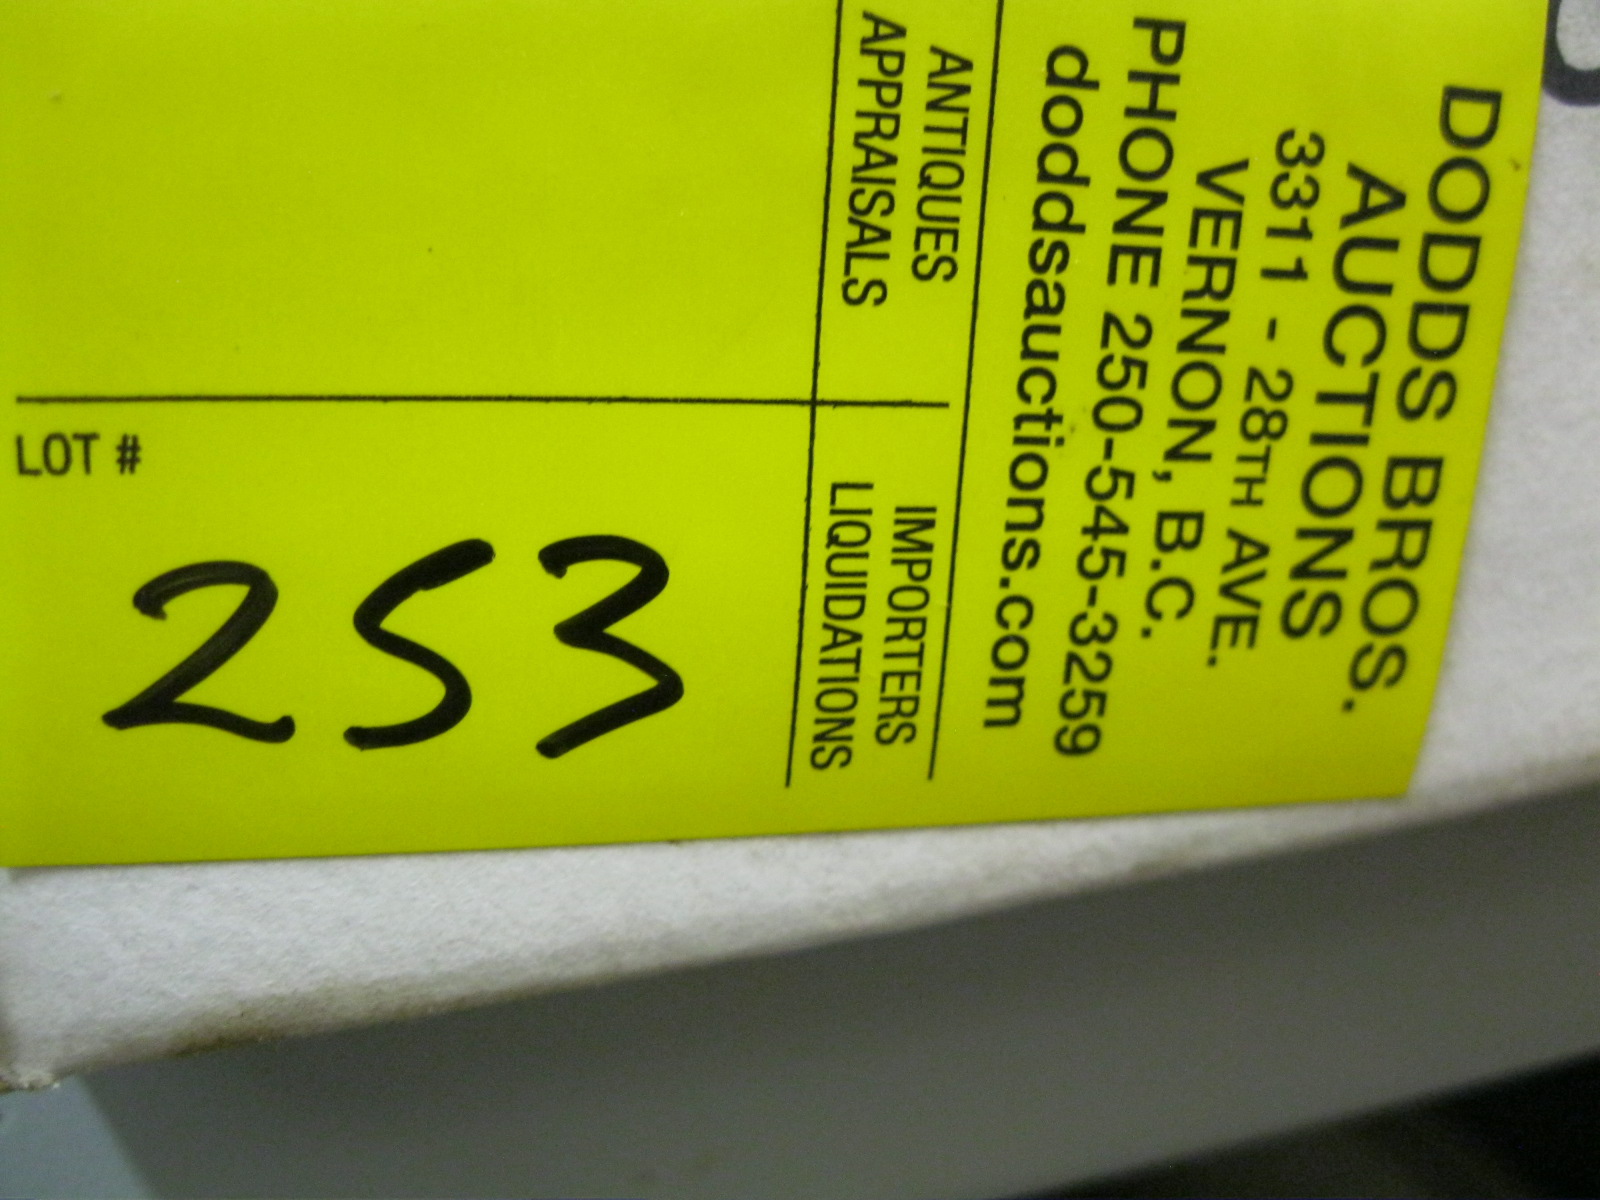 DODDS BROS.
AUCTIONS
3311 - 28TH AVE.
VERNON, B.C.
PHONE 250-545-3259
doddsauctions.com
ANTIQUES
APPRAISALS
IMPORTERS
LIQUIDATIONS
LOT #
253